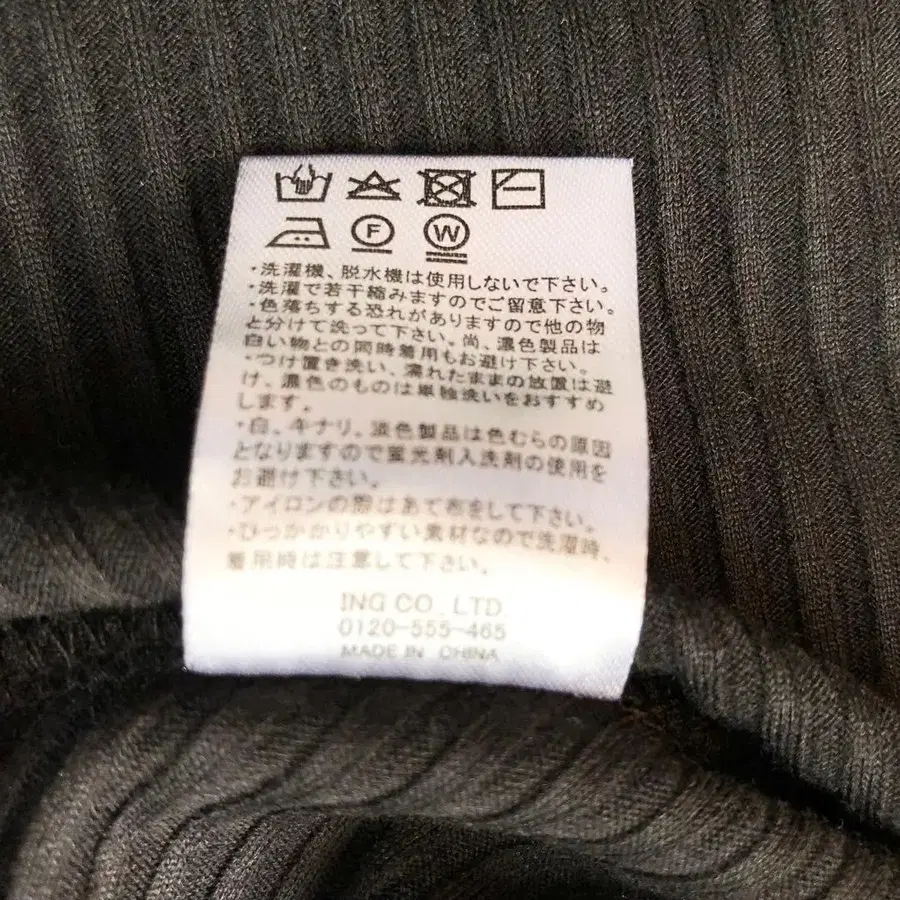 F W
・洗濯機、脱水機は使用しないで下さい。
・洗濯で若干縮みますのでご留意下さい。
・色落ちする恐れがありますので他の物
と分けて洗って下さい。尚、濃色製品は
白い物との同時着用もお避け下さい。
・つけ置き洗い、濡れたままの放置は避
け、濃色のものは単独洗いをおすすめ
します。
・白、キナリ、淡色製品は色むらの原因
となりますので蛍光剤入洗剤の使用を
お避け下さい。
・アイロンの際はあて布をして下さい。
・ひっかかりやすい素材なので洗濯時、
着用時は注意して下さい。
ING CO.,LTD.
0120-555-465
MADE IN CHINA